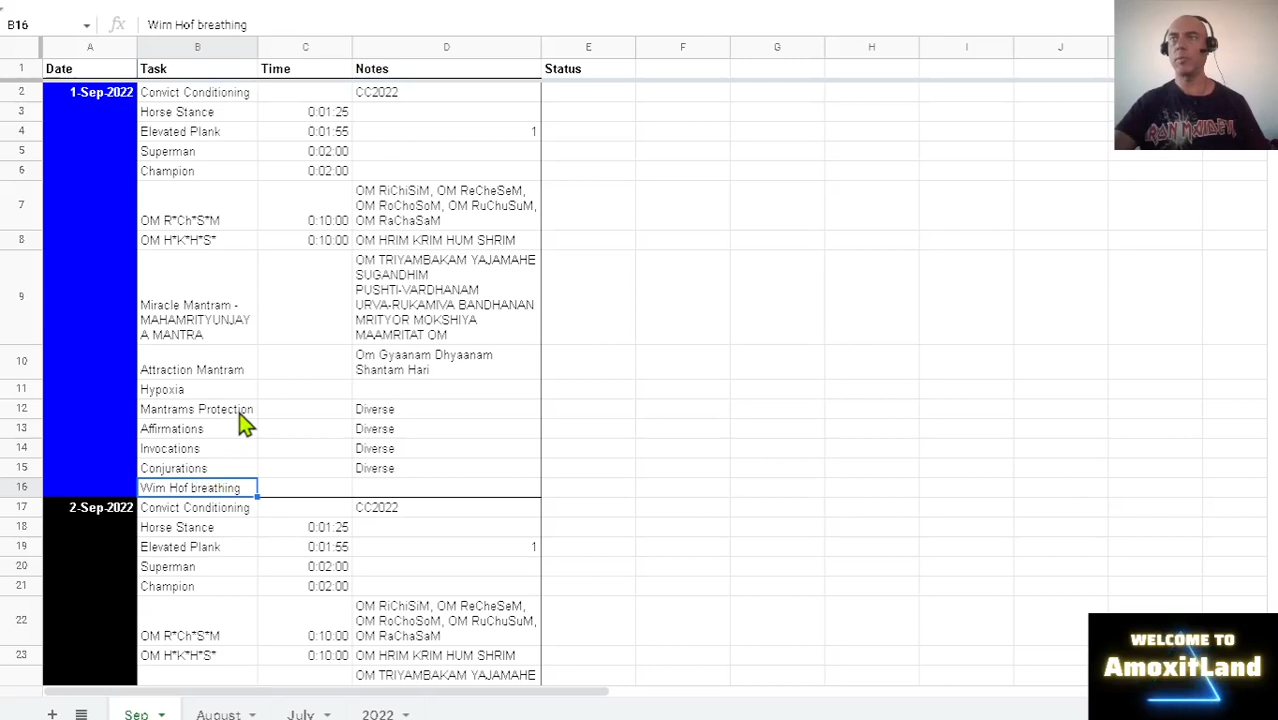 B16 fx Wim Hof breathing
A B C D E F G H I J
1 Date Task Time Notes Status
2 1-Sep-2022 Convict Conditioning CC2022
3 Horse Stance 0:01:25
4 Elevated Plank 0:01:55 1
5 Superman 0:02:00
6 Champion 0:02:00
OM RiChiSiM, OM ReCheSeM,
OM RoChoSoM, OM RuChuSuM,
7 OM R*Ch*S*M 0:10:00 OM RaChaSaM
8 OM H*K*H*S* 0:10:00 OM HRIM KRIM HUM SHRIM
OM TRIYAMBAKAM YAJAMAHE
SUGANDHIM
PUSHTI-VARDHANAM
9 Miracle Mantram - URVA-RUKAMIVA BANDHANAN
MAHAMRITYUNJAY MRITYOR MOKSHIYA
A MANTRA MAAMRITAT OM
Om Gyaanam Dhyaanam
10 Attraction Mantram Shantam Hari
11 Hypoxia
12 Mantrams Protection Diverse
13 Affirmations Diverse
14 Invocations Diverse
15 Conjurations Diverse
16 Wim Hof breathing
17 2-Sep-2022 Convict Conditioning CC2022
18 Horse Stance 0:01:25
19 Elevated Plank 0:01:55 1
20 Superman 0:02:00
21 Champion 0:02:00
OM RiChiSiM, OM ReCheSeM,
OM RoChoSoM, OM RuChuSuM,
22 OM R*Ch*S*M 0:10:00 OM RaChaSaM
23 OM H*K*H*S* 0:10:00 OM HRIM KRIM HUM SHRIM
OM TRIYAMBAKAM YAJAMAHE
Sep August July 2022
IRON MAIDEN
WELCOME TO
AmoxitLand